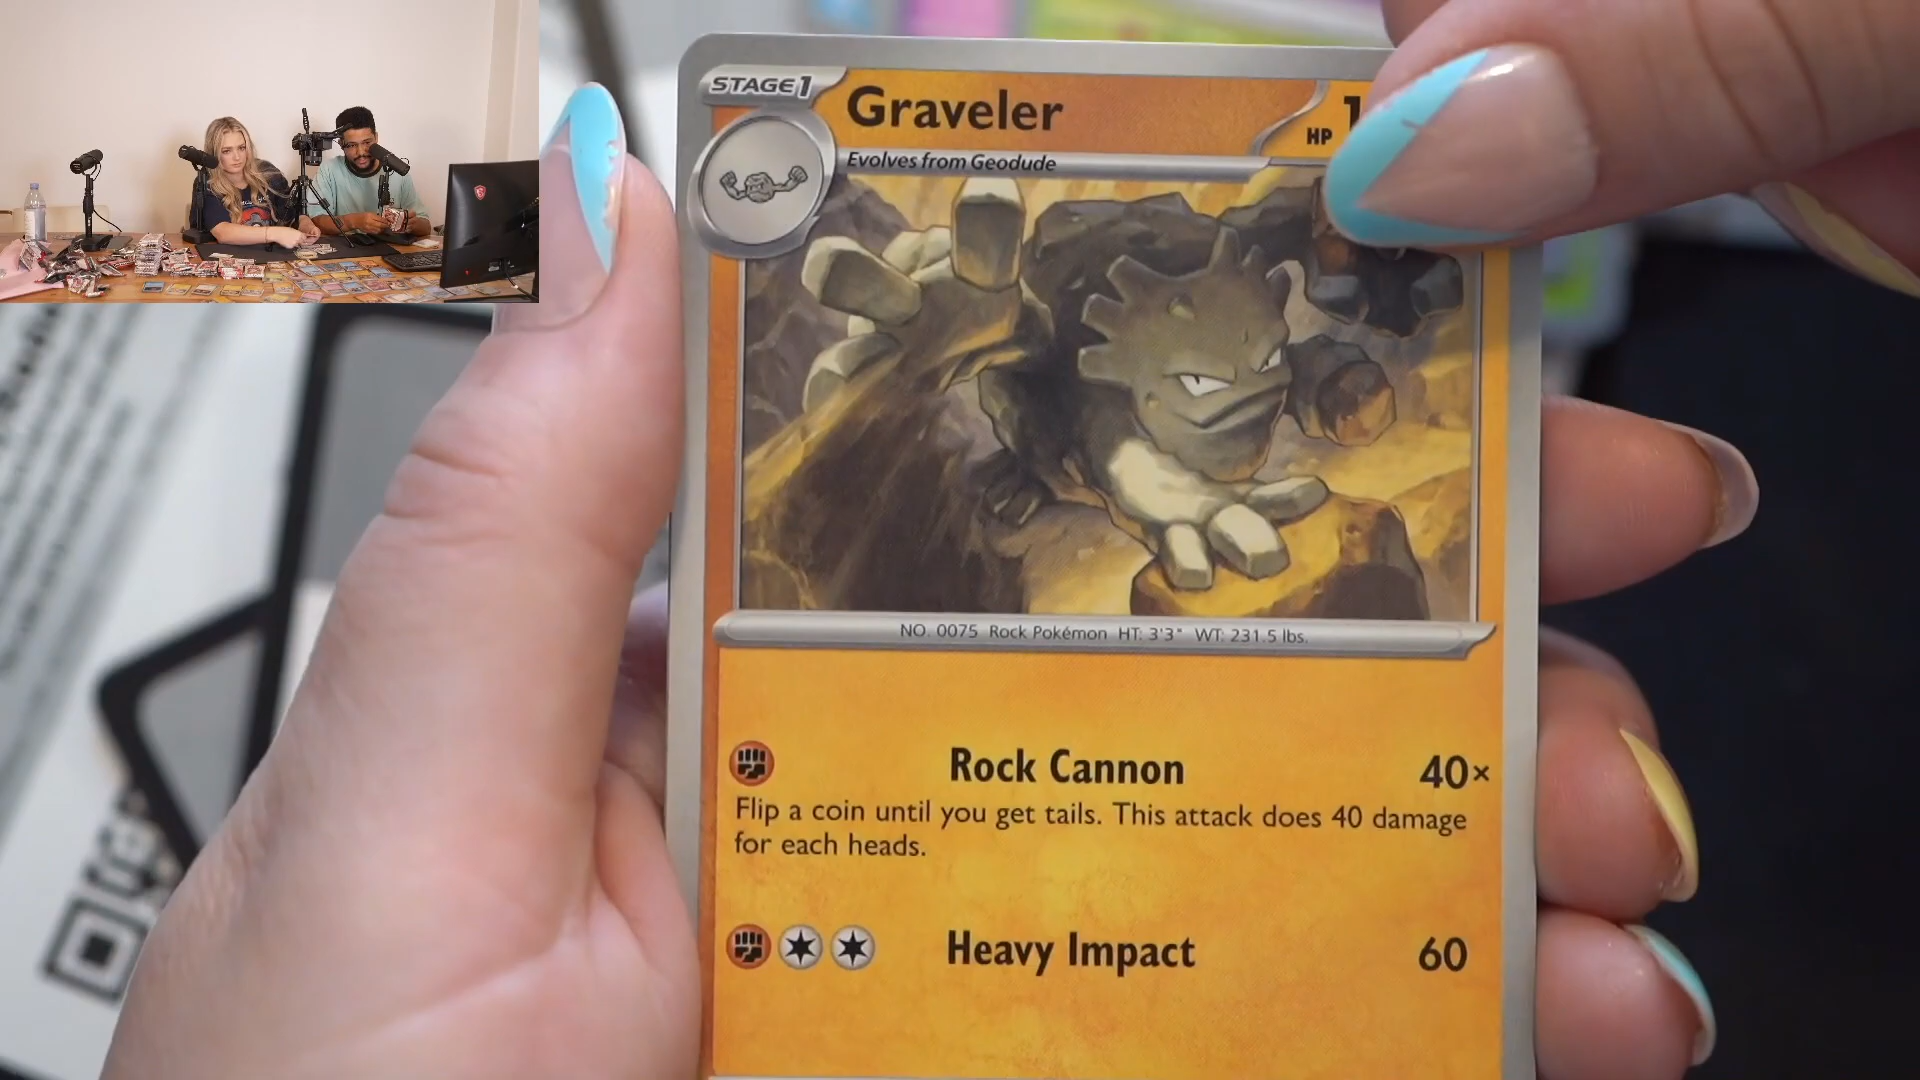 STAGE1
Graveler
HP 1
Evolves from Geodude
NO. 0075 Rock Pokémon HT: 3'3" WT: 231.5 lbs.
Rock Cannon 40×
Flip a coin until you get tails. This attack does 40 damage
for each heads.
Heavy Impact 60